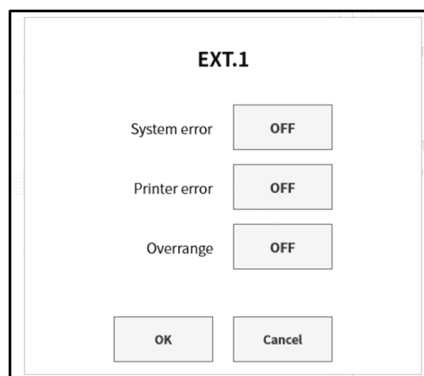 EXT.1
System error OFF
Printer error OFF
Overrange OFF
OK Cancel